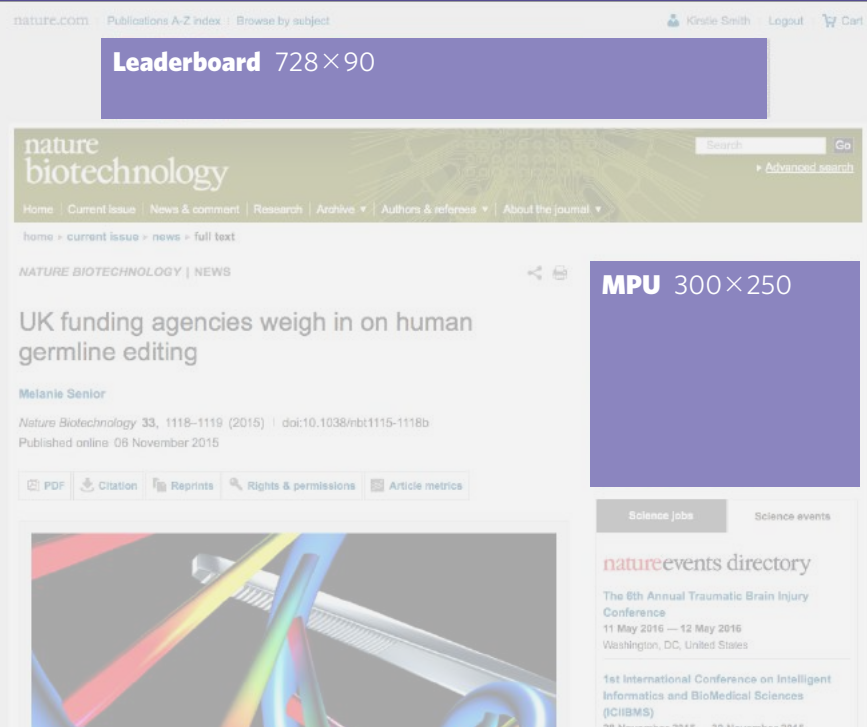 nature.com Publications A-Z index Browse by subject Kirstie Smith Logout Cart
Leaderboard 728×90
nature
biotechnology
Search Go
Advanced search
Home Current issue News & comment Research Archive Authors & referees About the journal
home > current issue > news > full text
NATURE BIOTECHNOLOGY | NEWS
MPU 300×250
UK funding agencies weigh in on human
germline editing
Melanie Senior
Nature Biotechnology 33, 1118–1119 (2015) | doi:10.1038/nbt1115-1118b
Published online 06 November 2015
PDF Citation Reprints Rights & permissions Article metrics
Science jobs Science events
natureevents directory
The 6th Annual Traumatic Brain Injury
Conference
11 May 2016 — 12 May 2016
Washington, DC, United States
1st International Conference on Intelligent
Informatics and BioMedical Sciences
(ICIIBMS)